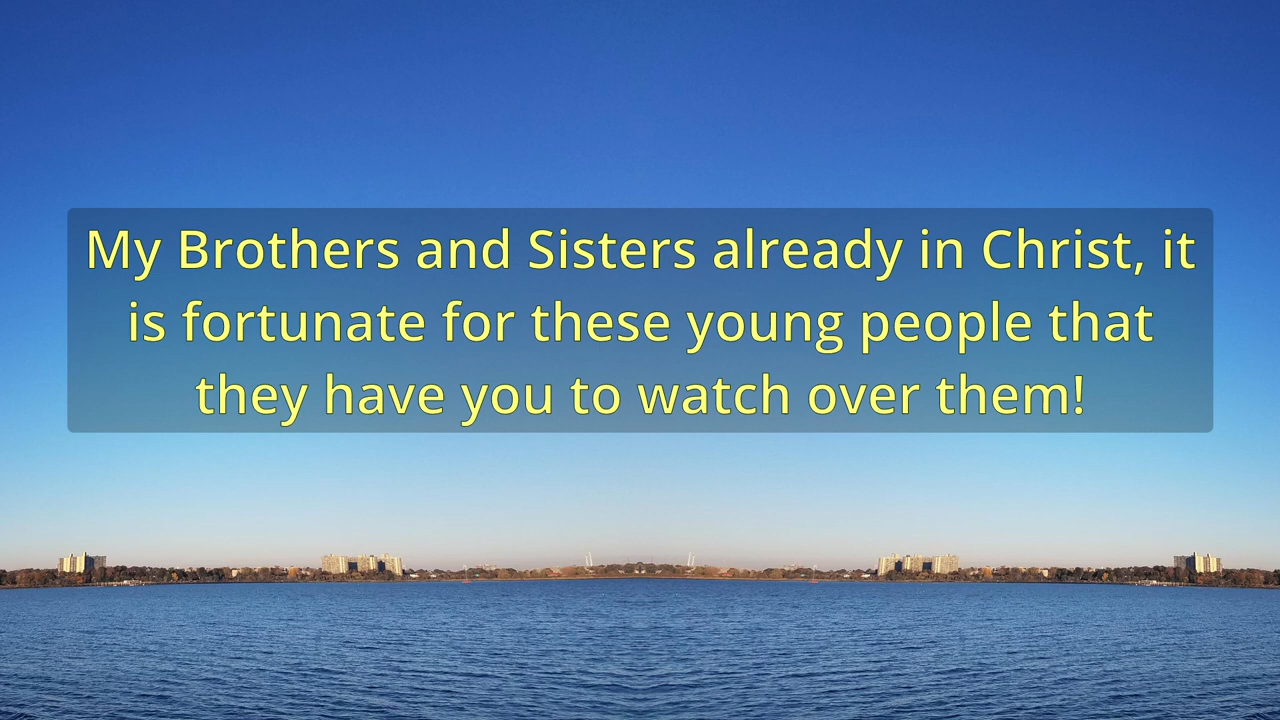 My Brothers and Sisters already in Christ, it
is fortunate for these young people that
they have you to watch over them!